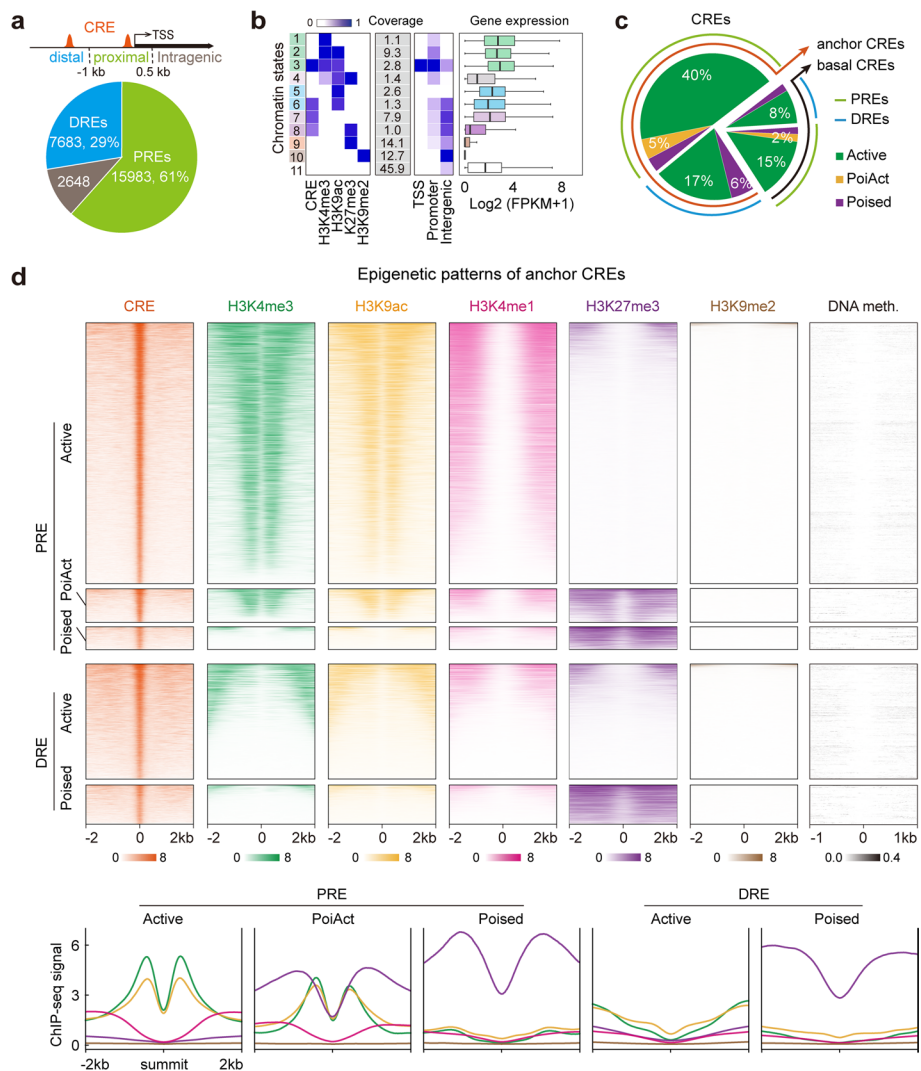 a
CRE
TSS
distal
proximal
Intragenic
-1 kb
0.5 kb
DREs
7683, 29%
2648
PREs
15983, 61%
b
0 1
Coverage
Gene expression
Chromatin states
1 1.1
2 9.3
3 2.8
4 1.4
5 2.6
6 1.3
7 7.9
8 1.0
9 14.1
10 12.7
11 45.9
CRE
H3K4me3
H3K9ac
K27me3
H3K9me2
TSS
Promoter
Intergenic
0 4 8
Log2 (FPKM+1)
c
CREs
anchor CREs
basal CREs
PREs
DREs
Active
PoiAct
Poised
40%
8%
2%
15%
6%
17%
5%
d
Epigenetic patterns of anchor CREs
CRE H3K4me3 H3K9ac H3K4me1 H3K27me3 H3K9me2 DNA meth.
PRE
Active
PoiAct
Poised
DRE
Active
Poised
-2 0 2kb -2 0 2kb -2 0 2kb -2 0 2kb -2 0 2kb -2 0 2kb -1 0 1kb
0 8 0 8 0 8 0 8 0 8 0 8 0.0 0.4
PRE DRE
Active PoiAct Poised Active Poised
ChIP-seq signal
6
3
0
-2kb summit 2kb